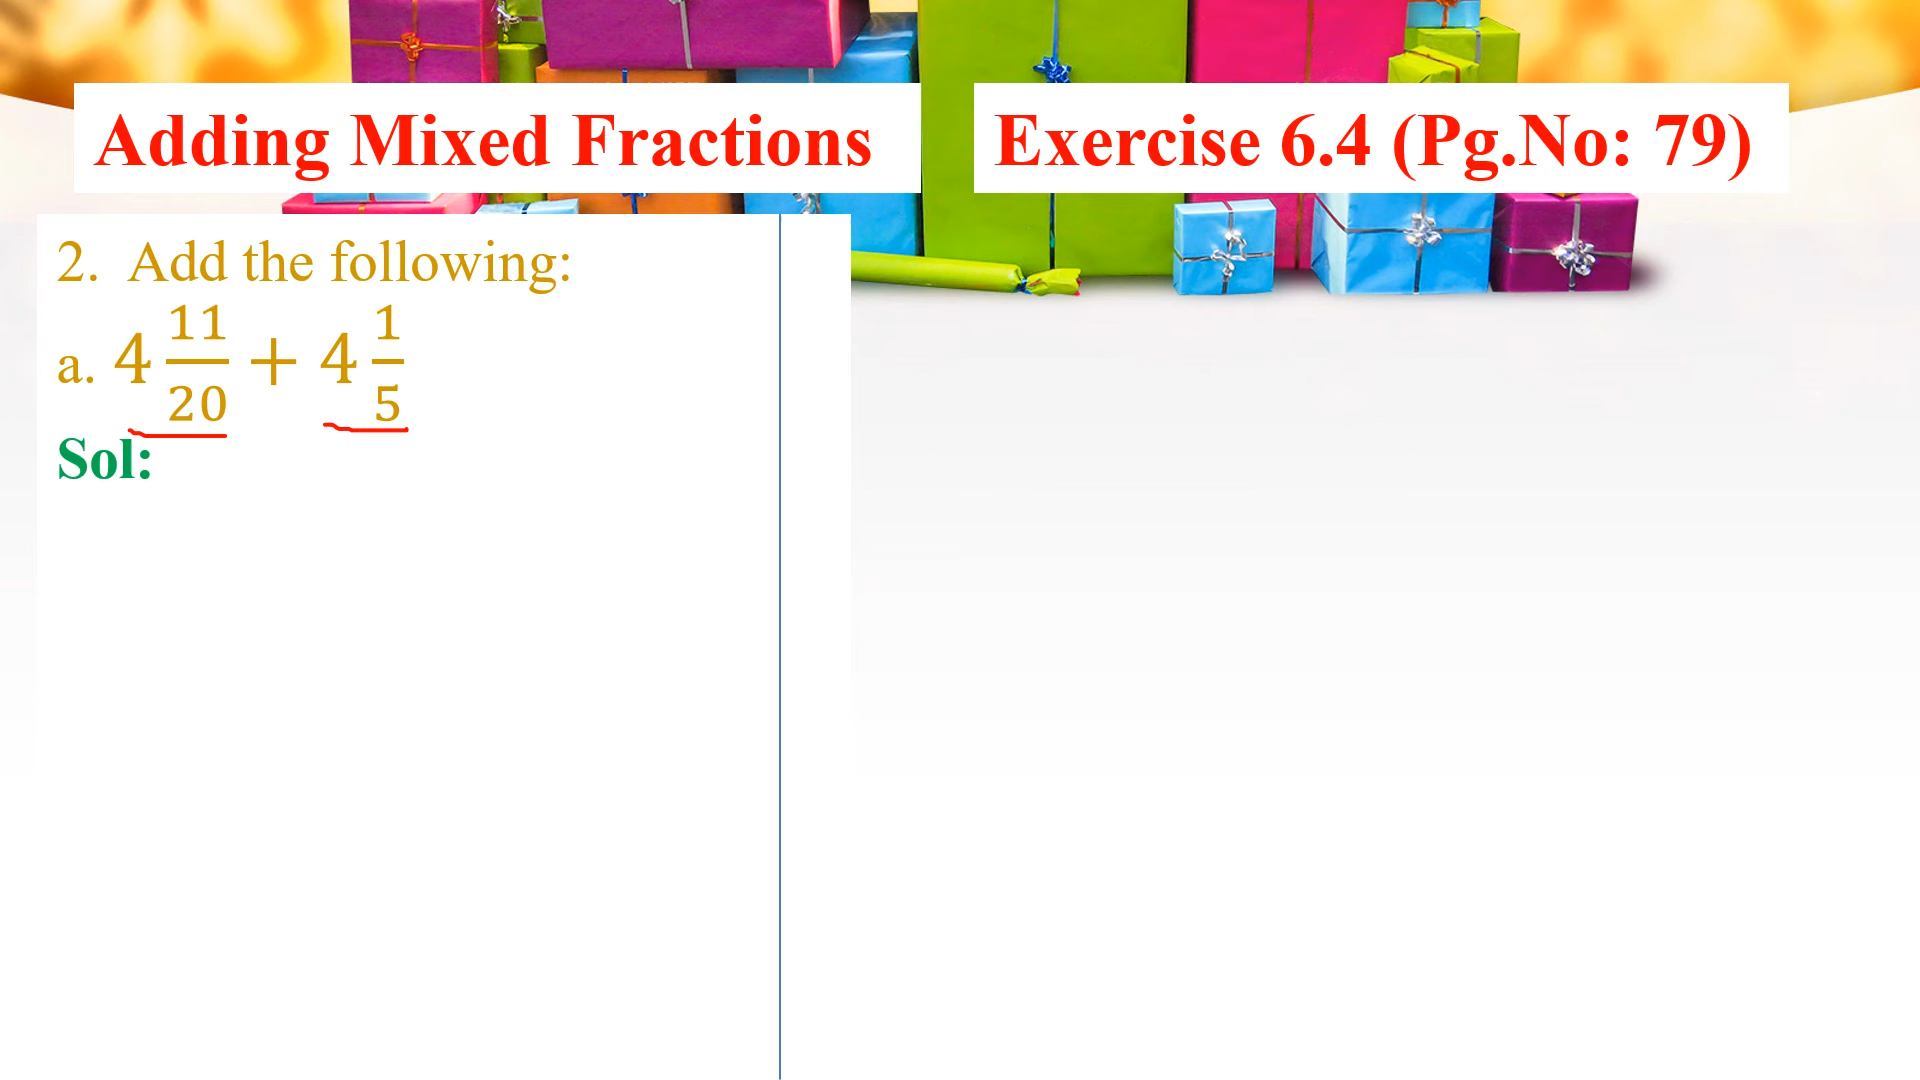 Adding Mixed Fractions
Exercise 6.4 (Pg.No: 79)
2. Add the following:
a. 4 11/20 + 4 1/5
Sol: